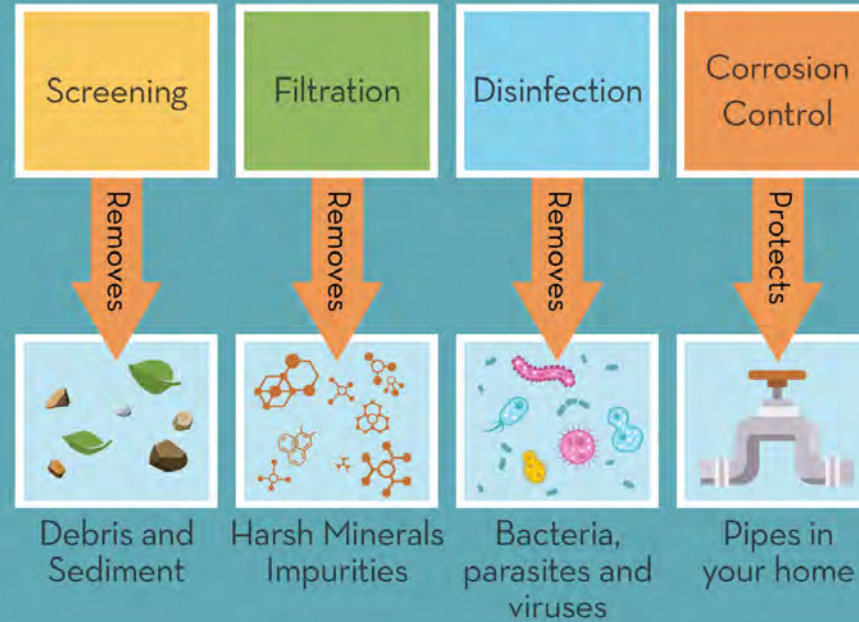 Screening
Filtration
Disinfection
Corrosion
Control
Removes
Removes
Removes
Protects
Debris and
Sediment
Harsh Minerals
Impurities
Bacteria,
parasites and
viruses
Pipes in
your home